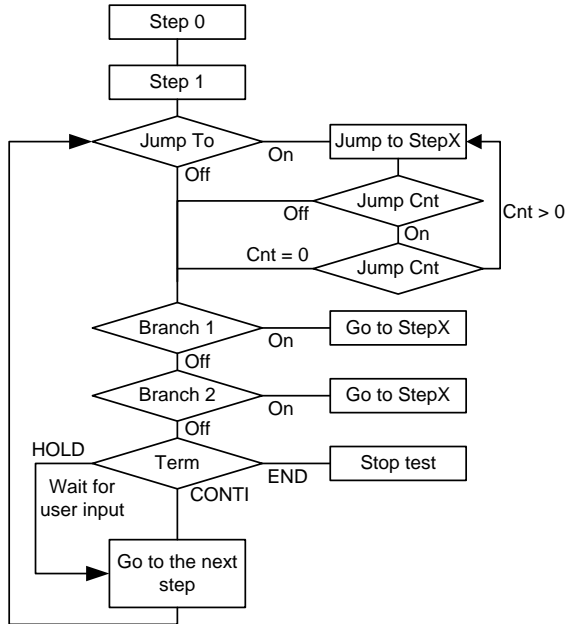 Step 0
Step 1
Jump To
On
Jump to StepX
Off
Jump Cnt
Off
On
Cnt > 0
Cnt = 0
Jump Cnt
Branch 1
On
Go to StepX
Off
Branch 2
On
Go to StepX
Off
HOLD
Term
END
Stop test
Wait for
user input
CONTI
Go to the next
step